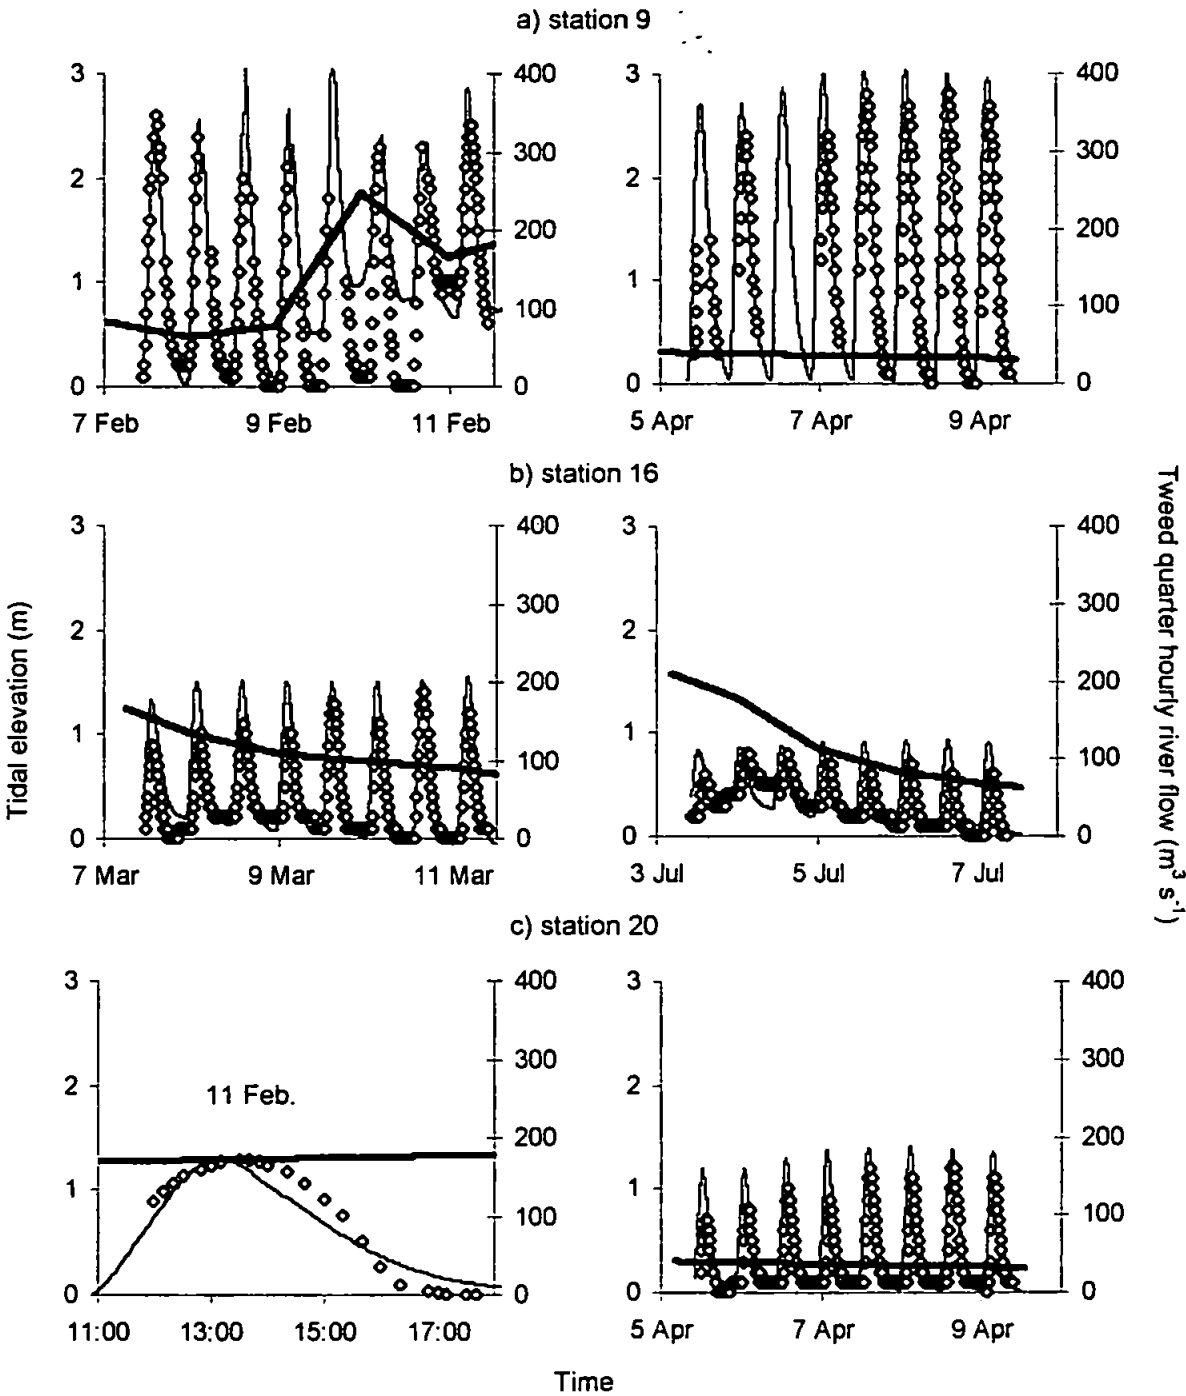 a) station 9
3 400 3 400
300 300
2 2
200 200
1 1
100 100
0 0 0 0
7 Feb 9 Feb 11 Feb 5 Apr 7 Apr 9 Apr
b) station 16
3 400 3 400
300 300
2 2
200 200
1 1
100 100
0 0 0 0
7 Mar 9 Mar 11 Mar 3 Jul 5 Jul 7 Jul
Tidal elevation (m)
Tweed quarter hourly river flow (m³ s⁻¹)
c) station 20
3 400 3 400
300 300
2 2
11 Feb.
200 200
1 1
100 100
0 0 0 0
11:00 13:00 15:00 17:00 5 Apr 7 Apr 9 Apr
Time